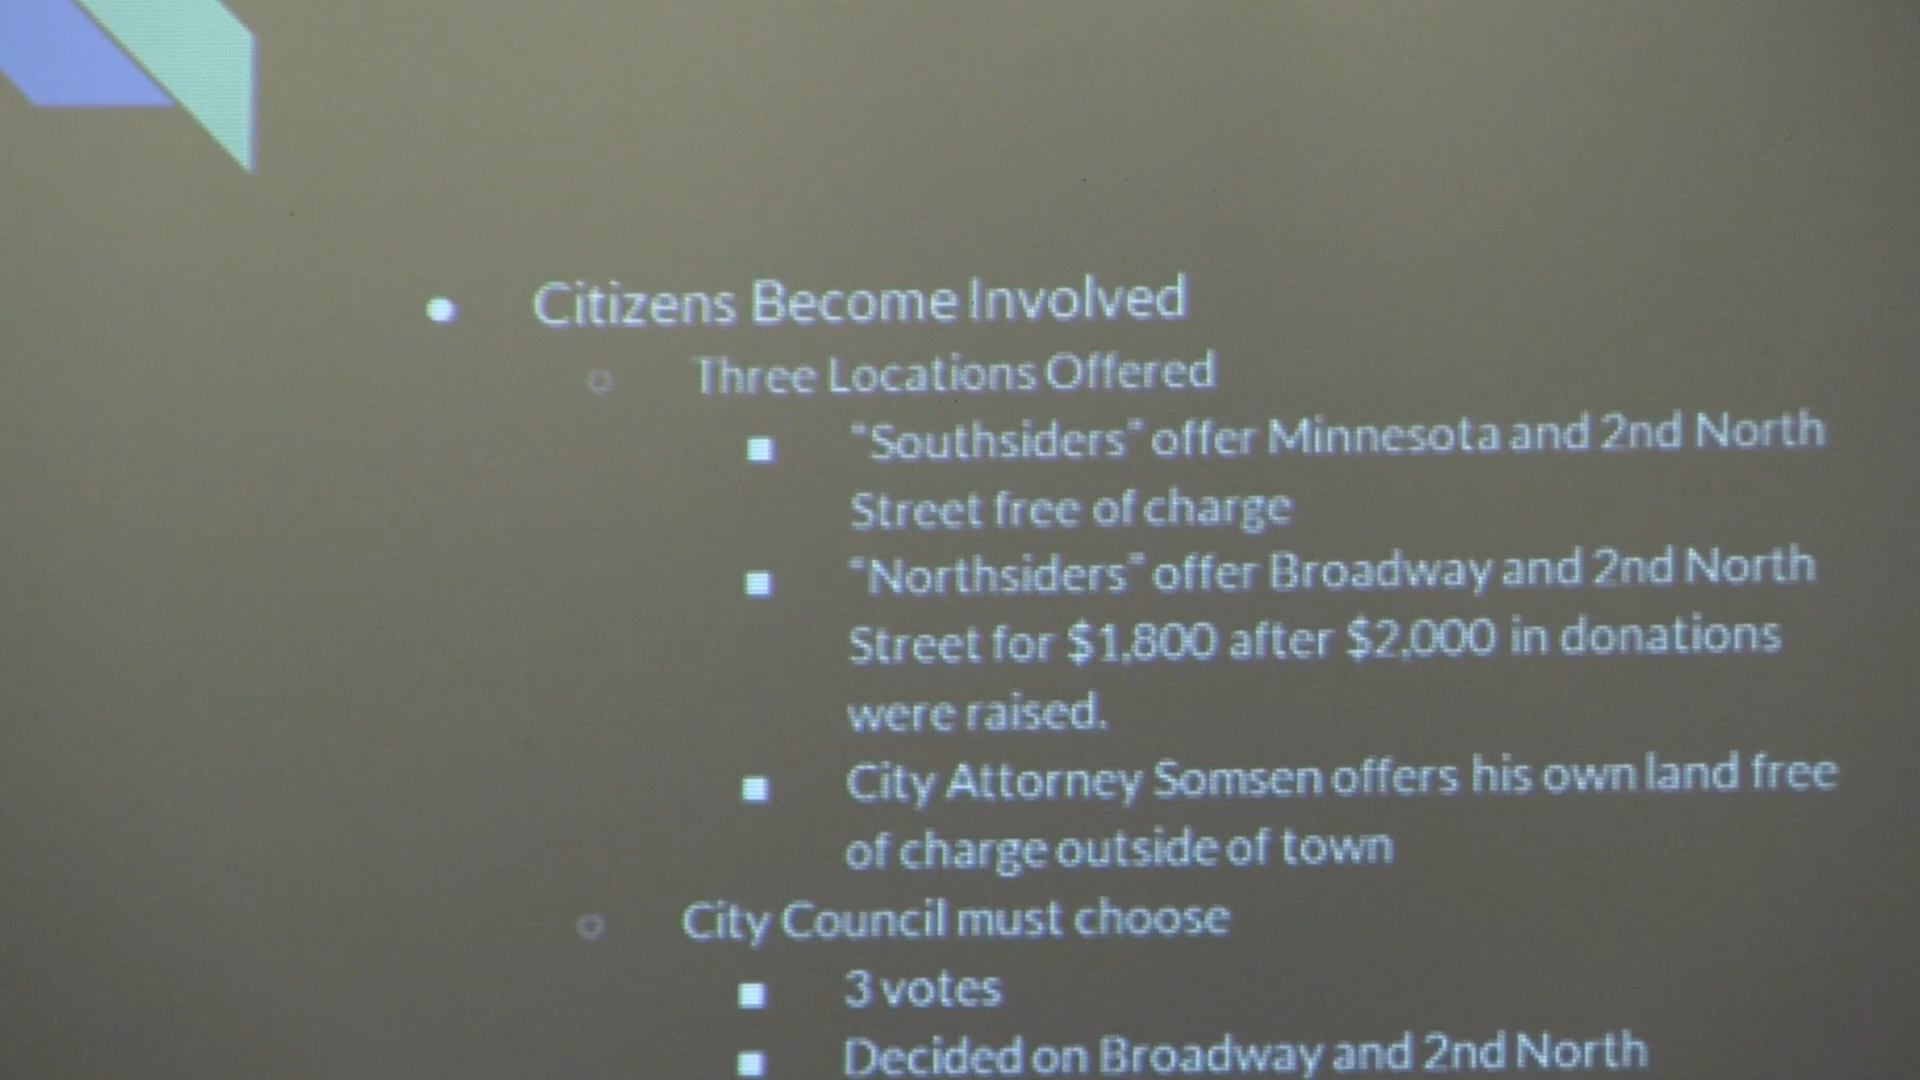 Citizens Become Involved
Three Locations Offered
"Southsiders" offer Minnesota and 2nd North
Street free of charge
"Northsiders" offer Broadway and 2nd North
Street for $1,800 after $2,000 in donations
were raised.
City Attorney Somsen offers his own land free
of charge outside of town
City Council must choose
3 votes
Decided on Broadway and 2nd North